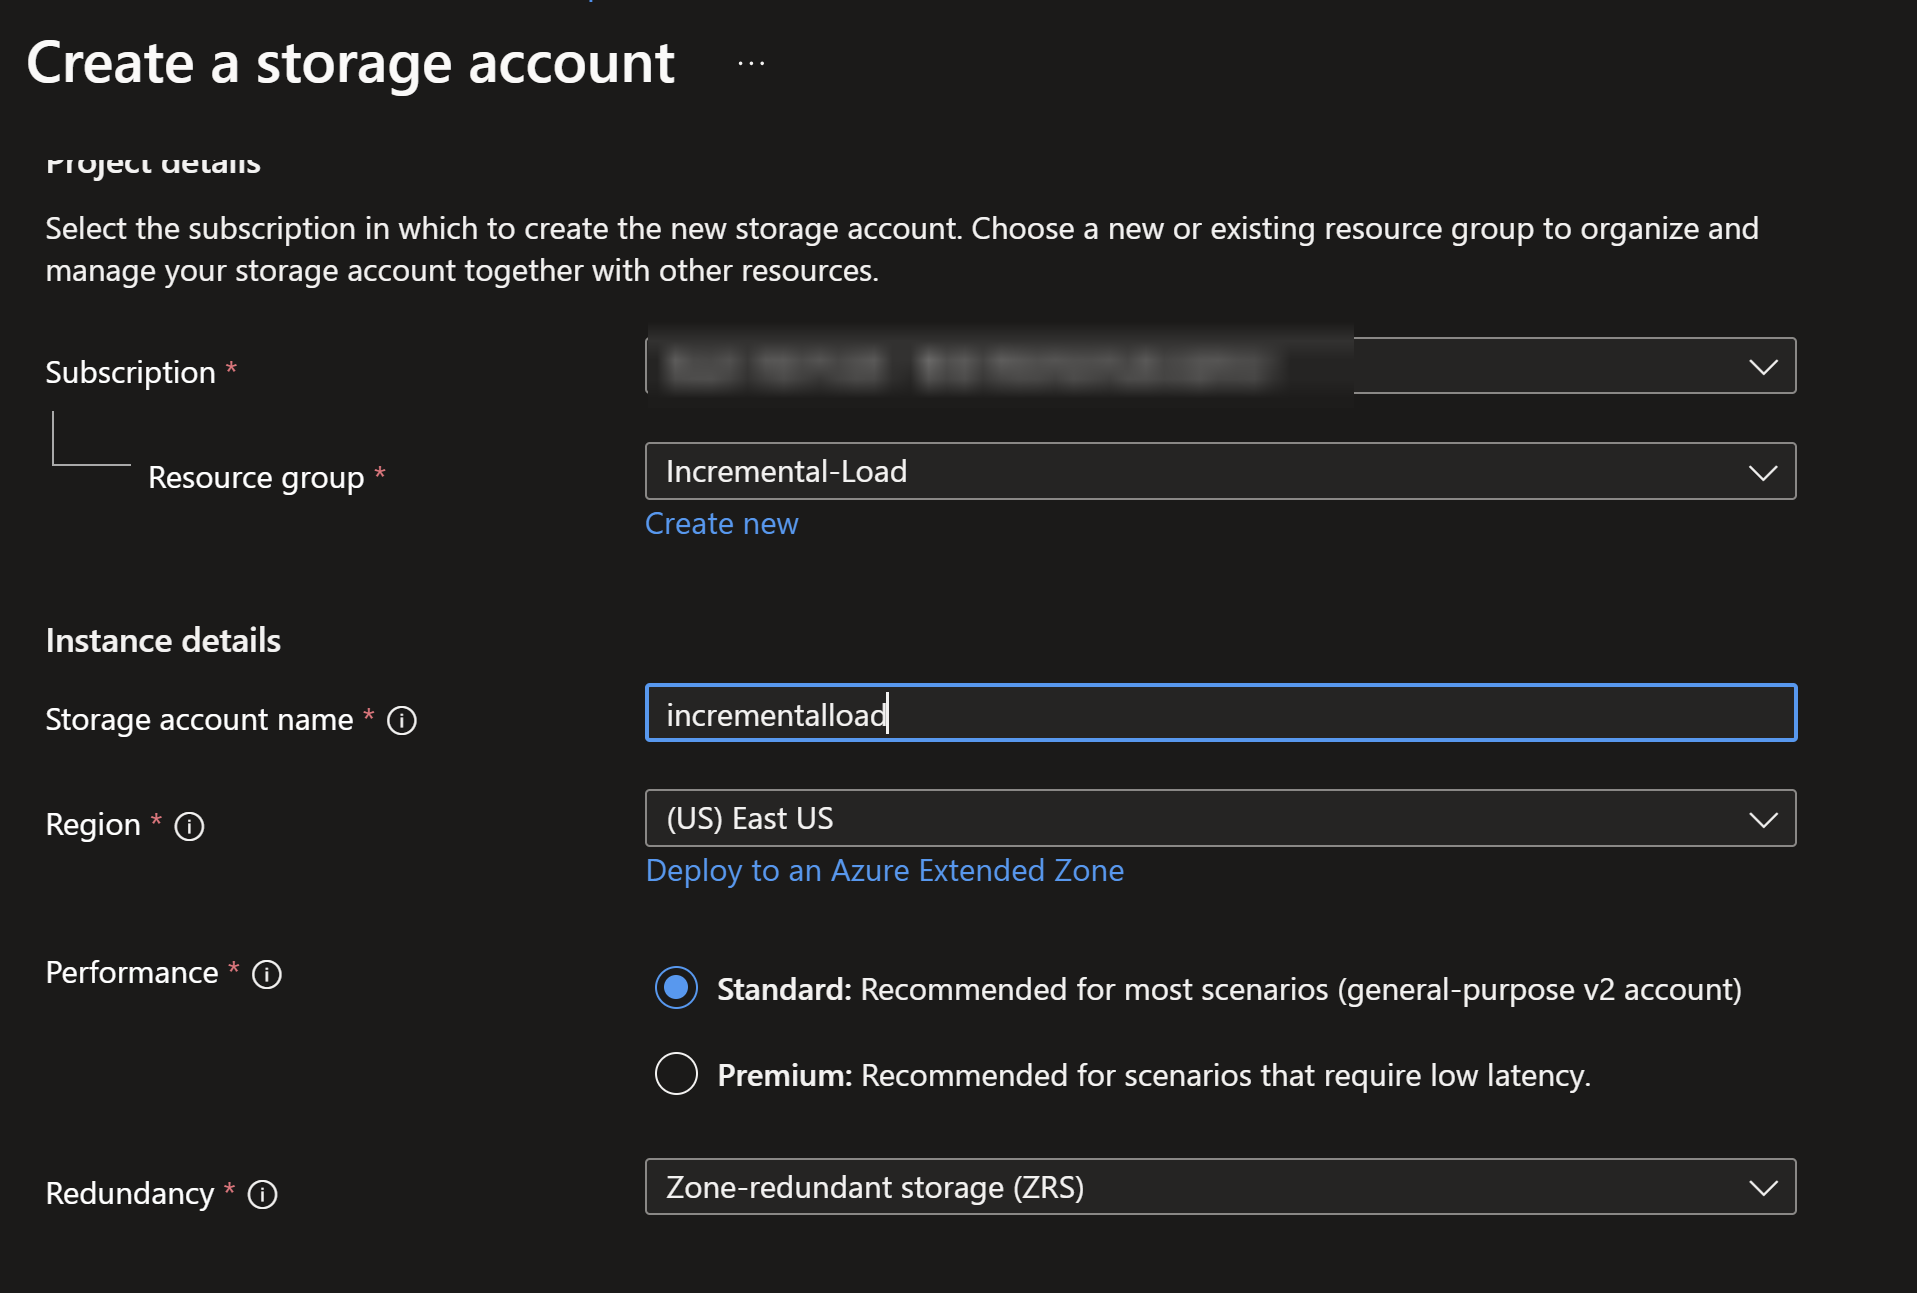 Create a storage account ...
Project details
Select the subscription in which to create the new storage account. Choose a new or existing resource group to organize and
manage your storage account together with other resources.
Subscription *
Resource group *
Incremental-Load
Create new
Instance details
Storage account name *
incrementalload
Region *
(US) East US
Deploy to an Azure Extended Zone
Performance *
Standard: Recommended for most scenarios (general-purpose v2 account)
Premium: Recommended for scenarios that require low latency.
Redundancy *
Zone-redundant storage (ZRS)